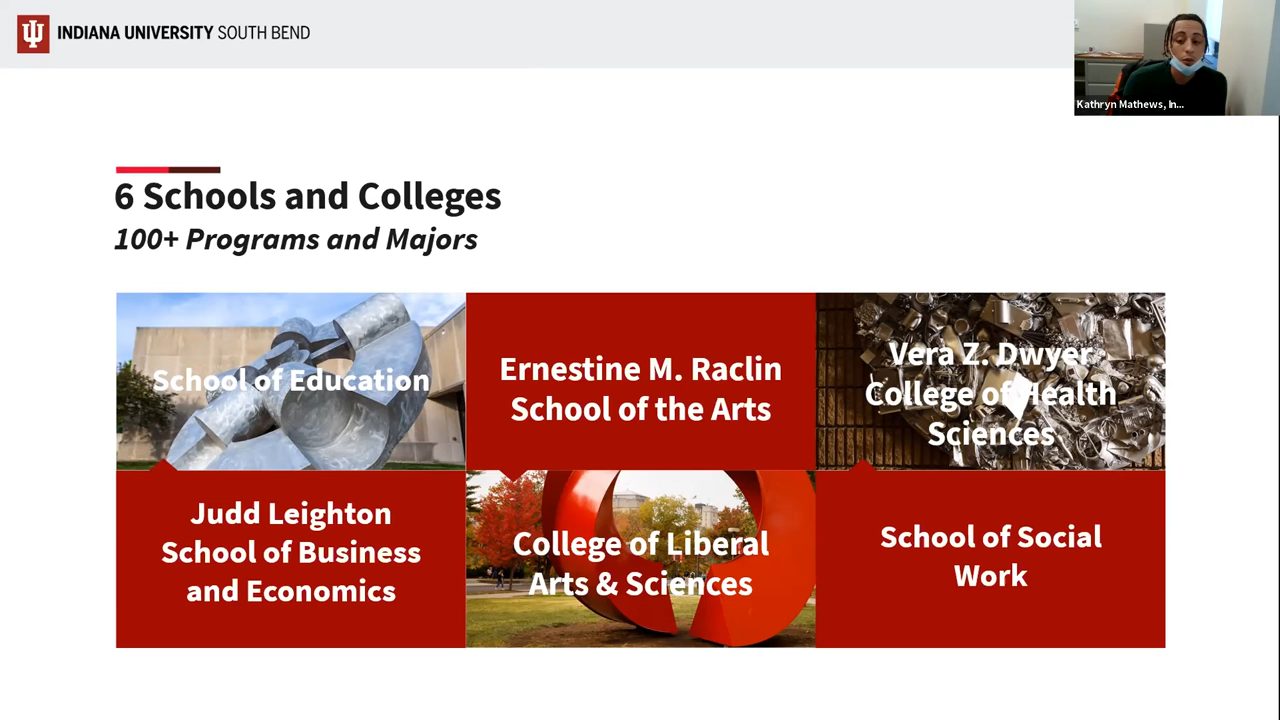 INDIANA UNIVERSITY SOUTH BEND
Kathryn Mathews, In...
6 Schools and Colleges
100+ Programs and Majors
School of Education
Ernestine M. Raclin
School of the Arts
Vera Z. Dwyer
College of Health
Sciences
Judd Leighton
School of Business
and Economics
College of Liberal
Arts & Sciences
School of Social
Work